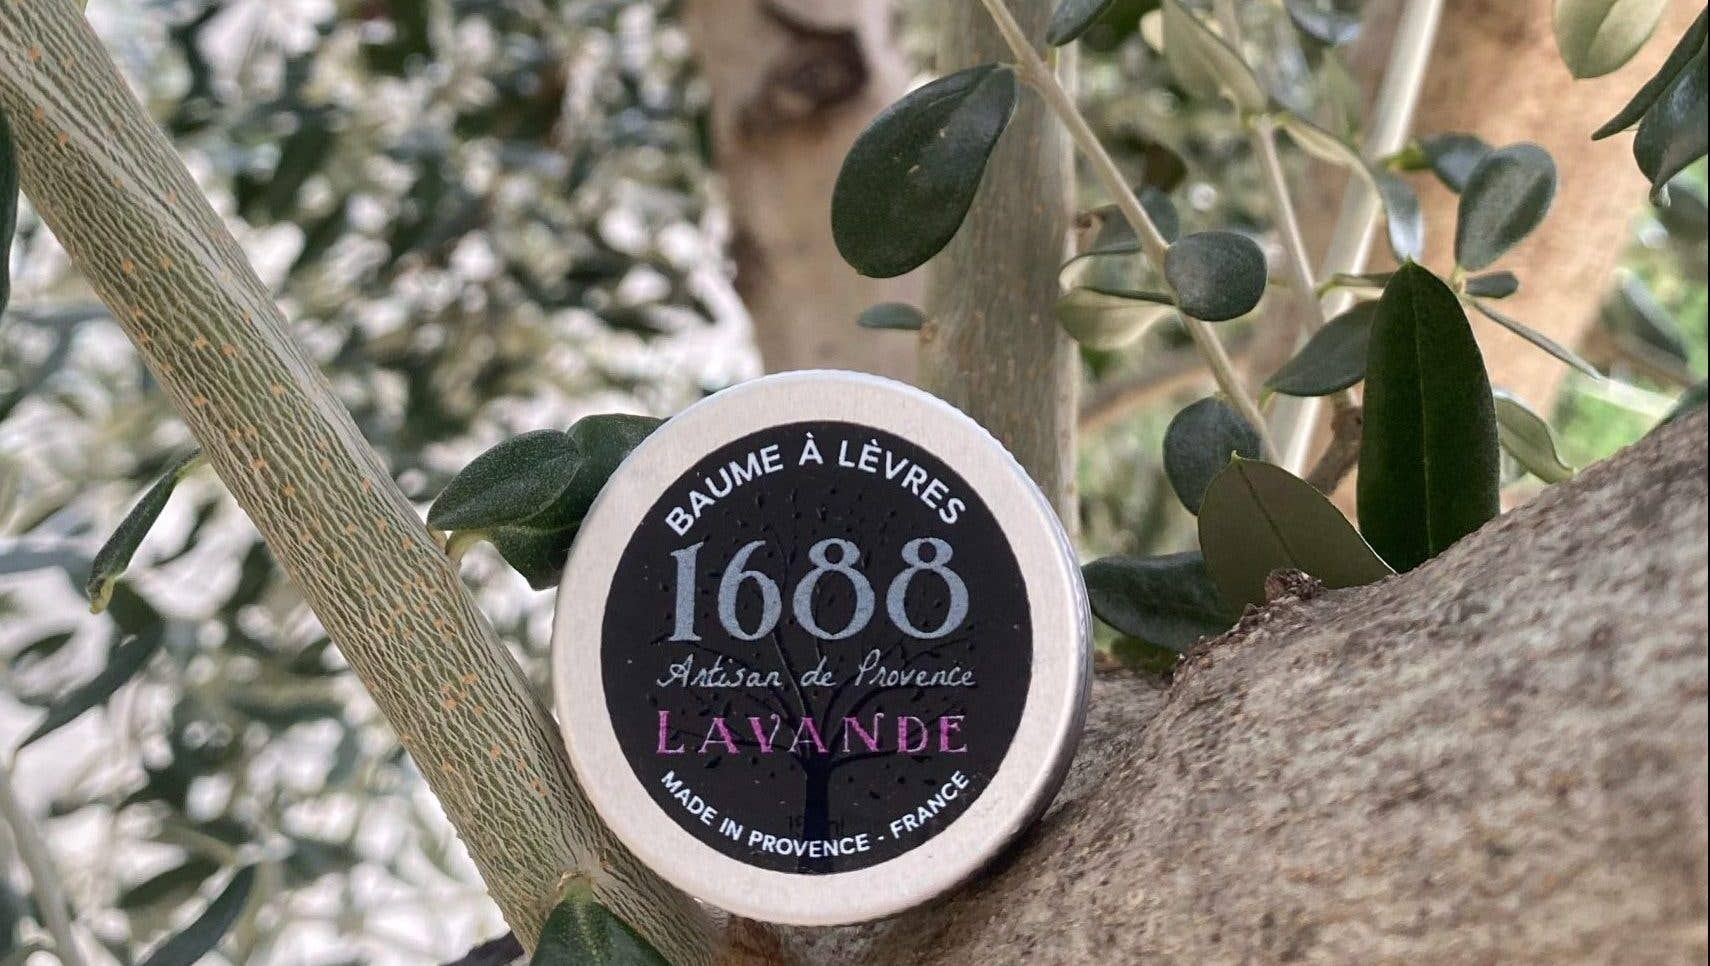 BAUME À LÈVRES
1688
Artisan de Provence
LAVANDE
MADE IN PROVENCE - FRANCE